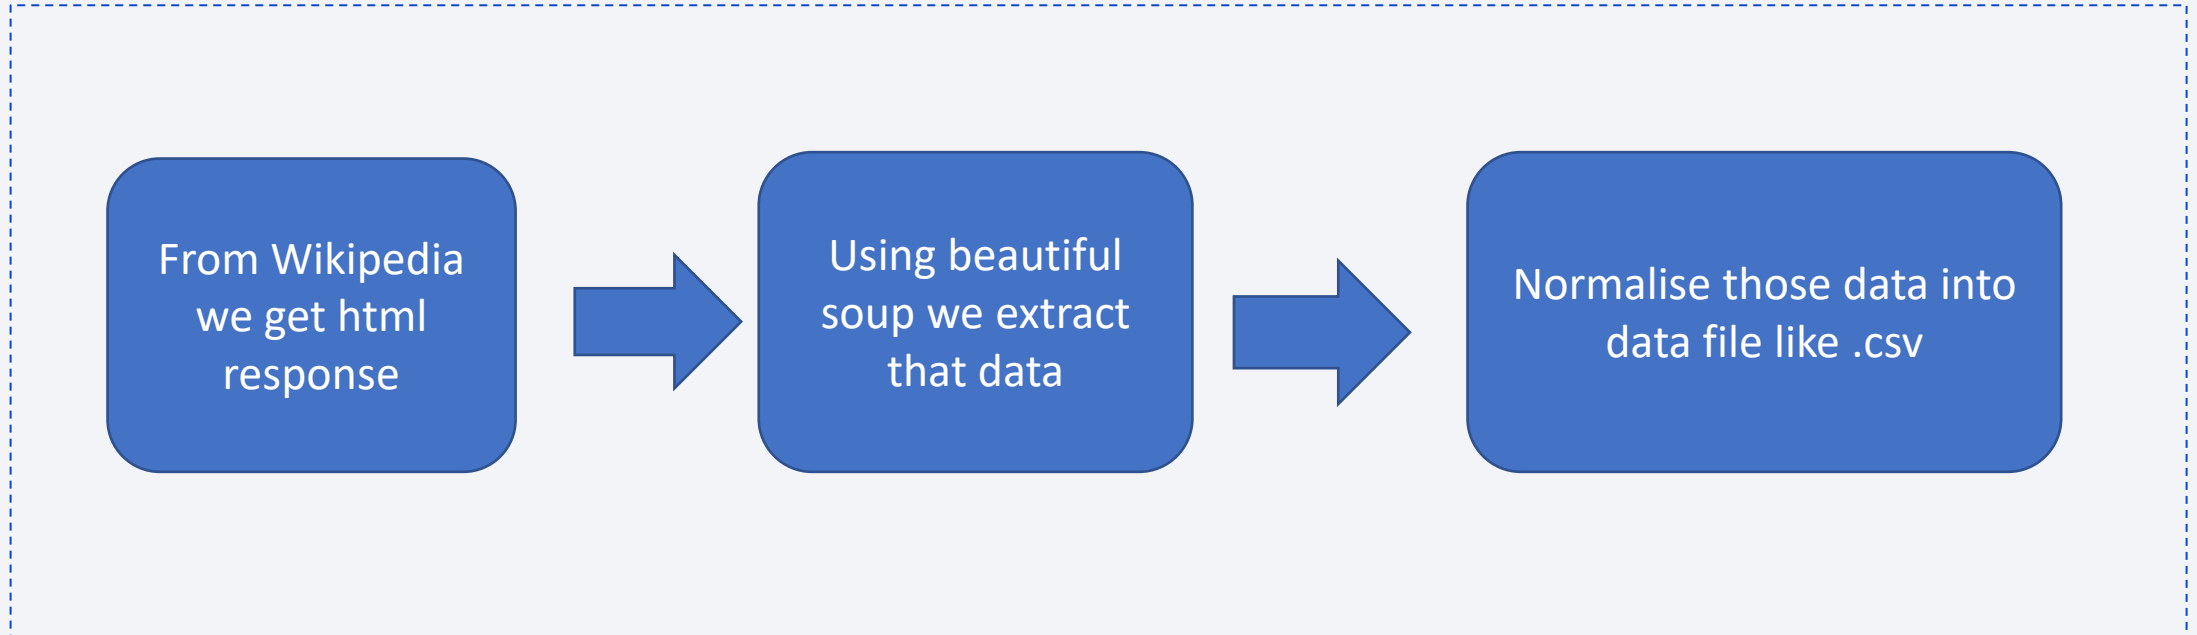 From Wikipedia
we get html
response
Using beautiful
soup we extract
that data
Normalise those data into
data file like .csv